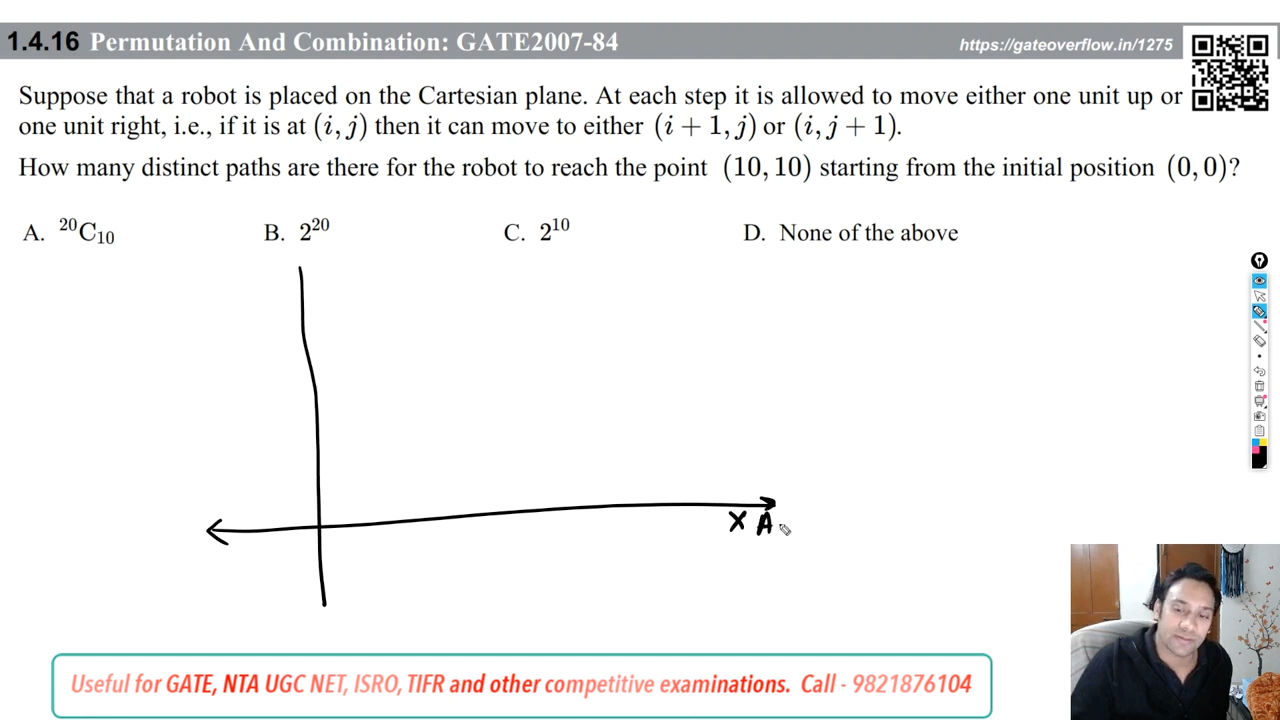 1.4.16 Permutation And Combination: GATE2007-84
https://gateoverflow.in/1275
Suppose that a robot is placed on the Cartesian plane. At each step it is allowed to move either one unit up or
one unit right, i.e., if it is at (i, j) then it can move to either (i + 1, j) or (i, j + 1).
How many distinct paths are there for the robot to reach the point (10, 10) starting from the initial position (0, 0)?
A. ²⁰C₁₀ B. 2²⁰ C. 2¹⁰ D. None of the above
X A
Useful for GATE, NTA UGC NET, ISRO, TIFR and other competitive examinations. Call - 9821876104